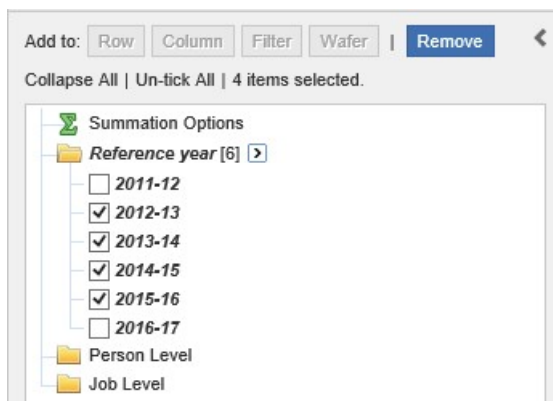 Add to: Row Column Filter Wafer | Remove
Collapse All | Un-tick All | 4 items selected.
Summation Options
Reference year [6]
2011-12
2012-13
2013-14
2014-15
2015-16
2016-17
Person Level
Job Level